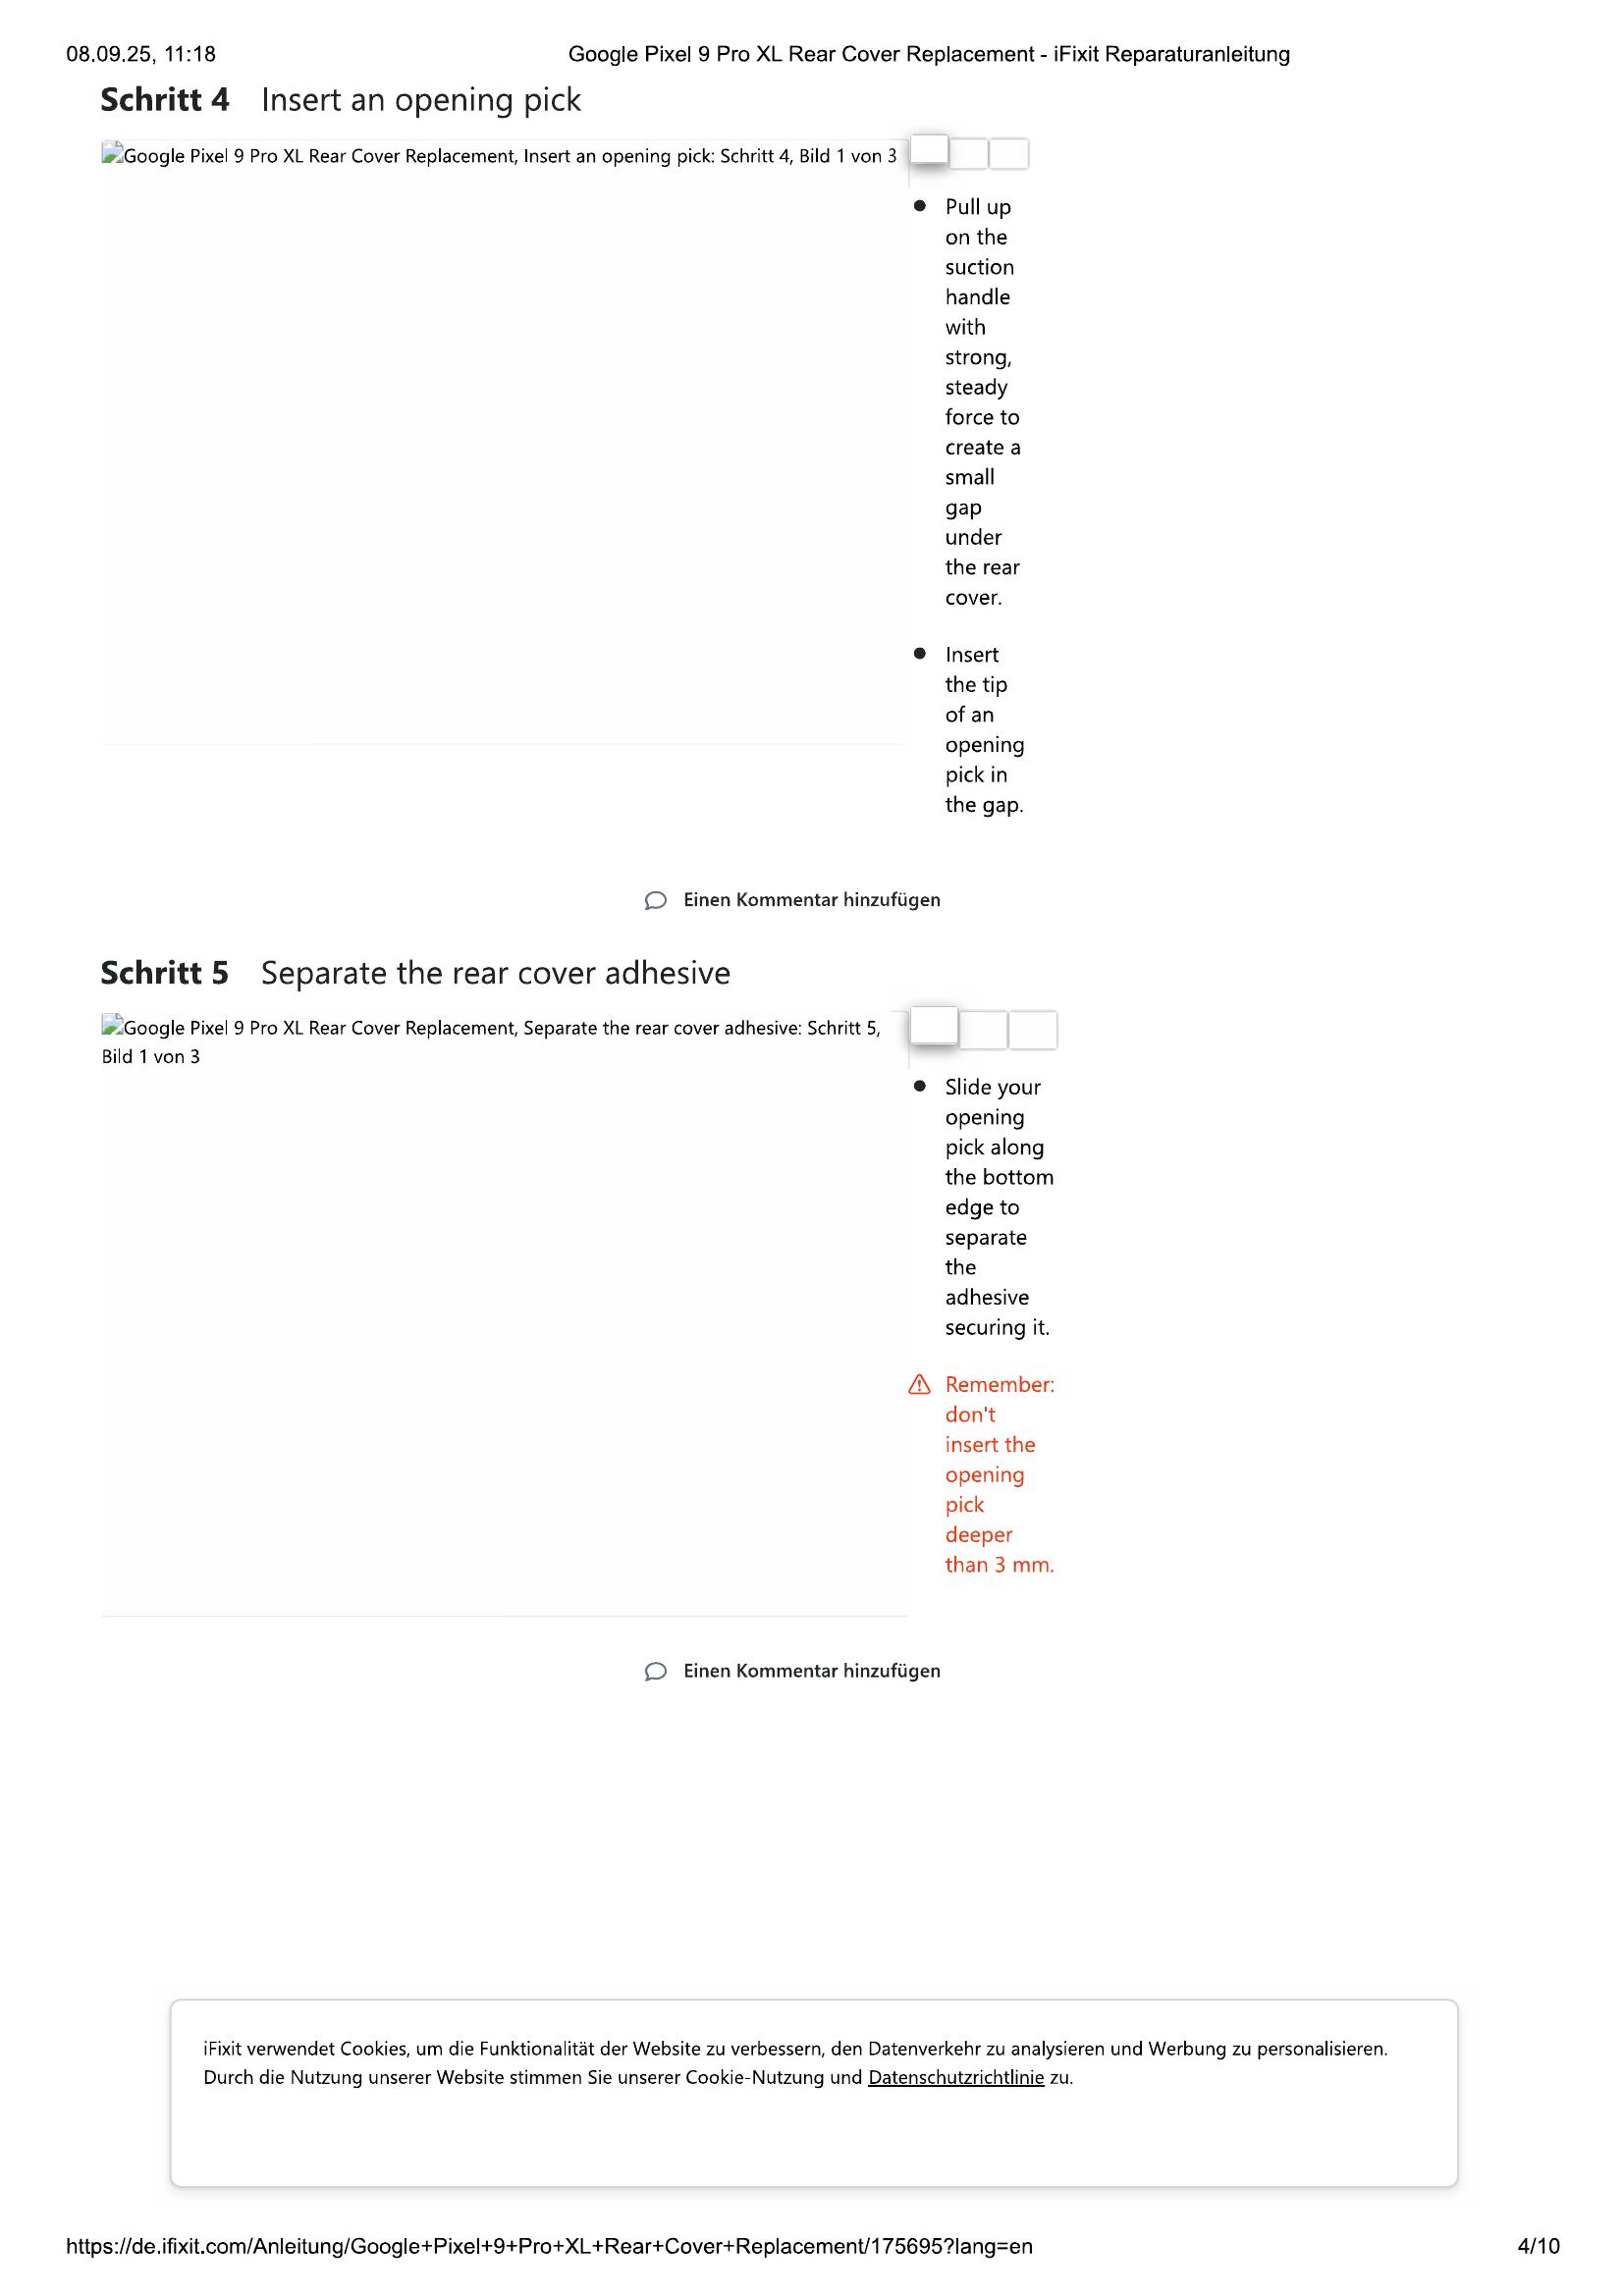 08.09.25, 11:18
Google Pixel 9 Pro XL Rear Cover Replacement - iFixit Reparaturanleitung
Schritt 4 Insert an opening pick
Google Pixel 9 Pro XL Rear Cover Replacement, Insert an opening pick: Schritt 4, Bild 1 von 3
Pull up
on the
suction
handle
with
strong,
steady
force to
create a
small
gap
under
the rear
cover.
Insert
the tip
of an
opening
pick in
the gap.
Einen Kommentar hinzufügen
Schritt 5 Separate the rear cover adhesive
Google Pixel 9 Pro XL Rear Cover Replacement, Separate the rear cover adhesive: Schritt 5,
Bild 1 von 3
Slide your
opening
pick along
the bottom
edge to
separate
the
adhesive
securing it.
Remember:
don't
insert the
opening
pick
deeper
than 3 mm.
Einen Kommentar hinzufügen
iFixit verwendet Cookies, um die Funktionalität der Website zu verbessern, den Datenverkehr zu analysieren und Werbung zu personalisieren.
Durch die Nutzung unserer Website stimmen Sie unserer Cookie-Nutzung und Datenschutzrichtlinie zu.
https://de.ifixit.com/Anleitung/Google+Pixel+9+Pro+XL+Rear+Cover+Replacement/175695?lang=en
4/10